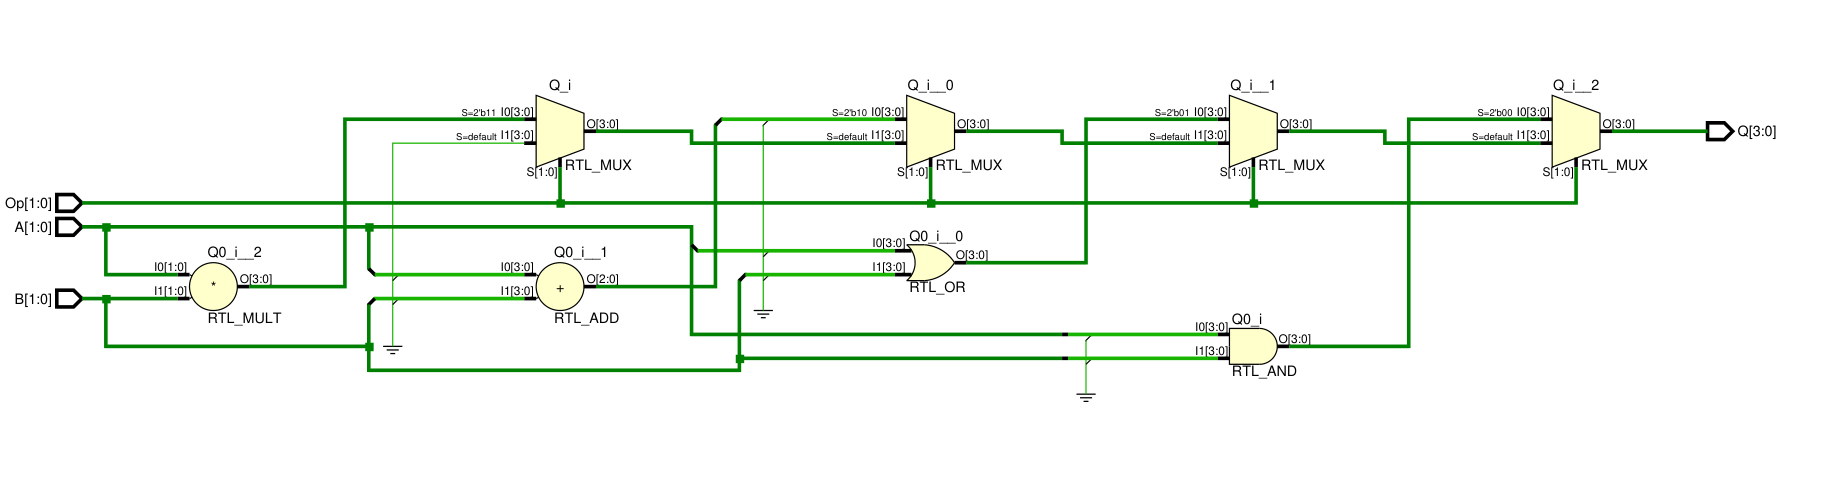 Q_i
Q_i__0
Q_i__1
Q_i__2
S=2'b11 I0[3:0]
S=default I1[3:0]
O[3:0]
S[1:0]
RTL_MUX
S=2'b10 I0[3:0]
S=default I1[3:0]
O[3:0]
S[1:0]
RTL_MUX
S=2'b01 I0[3:0]
S=default I1[3:0]
O[3:0]
S[1:0]
RTL_MUX
S=2'b00 I0[3:0]
S=default I1[3:0]
O[3:0]
S[1:0]
RTL_MUX
Q[3:0]
Op[1:0]
A[1:0]
B[1:0]
Q0_i__2
I0[1:0]
I1[1:0]
*
O[3:0]
RTL_MULT
Q0_i__1
I0[3:0]
I1[3:0]
+
O[2:0]
RTL_ADD
Q0_i__0
I0[3:0]
I1[3:0]
O[3:0]
RTL_OR
Q0_i
I0[3:0]
I1[3:0]
O[3:0]
RTL_AND